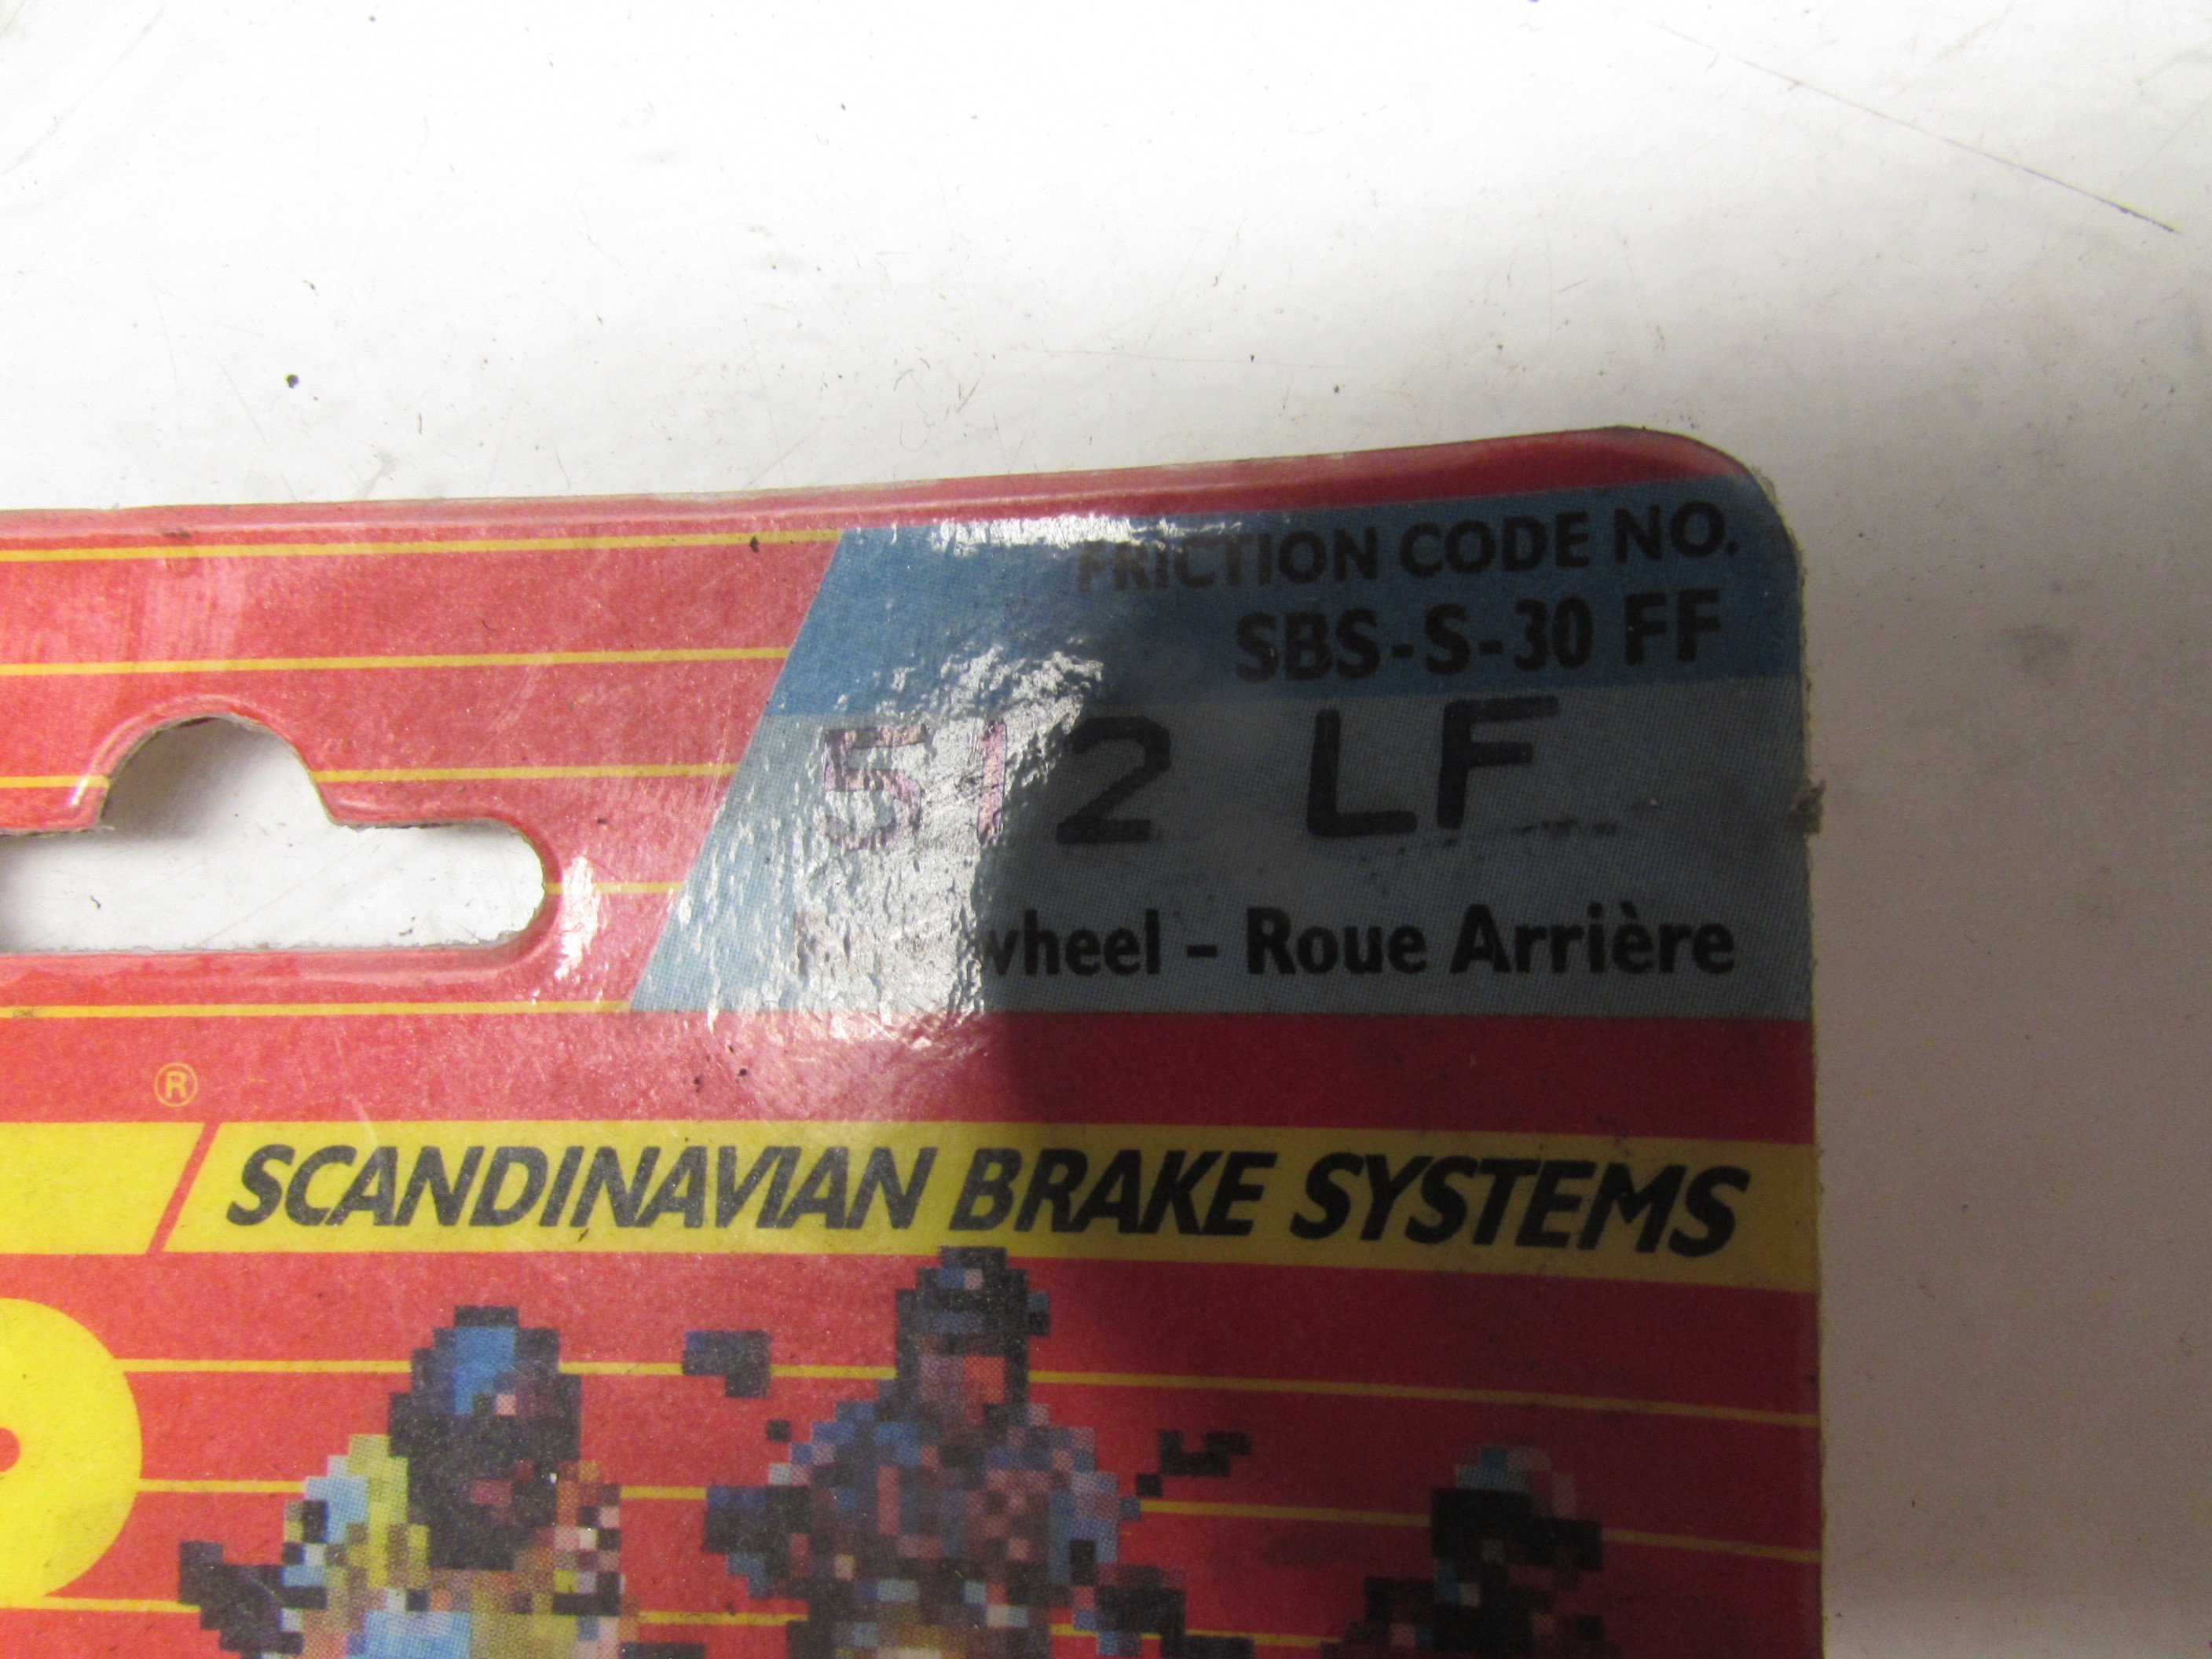 FRICTION CODE NO.
SBS-S-30 FF
512 LF
wheel - Roue Arrière
®
SCANDINAVIAN BRAKE SYSTEMS